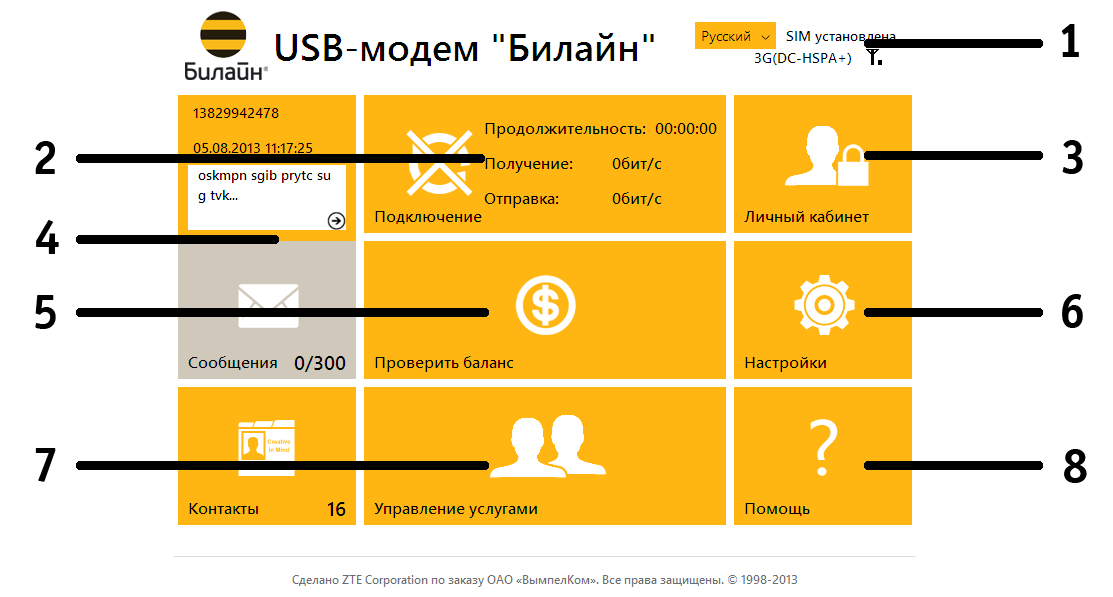 Билайн®
USB-модем "Билайн"
Русский
SIM установлена
3G(DC-HSPA+)
1
13829942478
05.08.2013 11:17:25
oskmpn sgib prytc su
g tvk...
2
Продолжительность: 00:00:00
Получение: 0бит/с
Отправка: 0бит/с
Подключение
3
Личный кабинет
4
Сообщения 0/300
5
Проверить баланс
6
Настройки
7
Creative
in Mind
Контакты 16
Управление услугами
8
?
Помощь
Сделано ZTE Corporation по заказу ОАО «ВымпелКом». Все права защищены. © 1998-2013